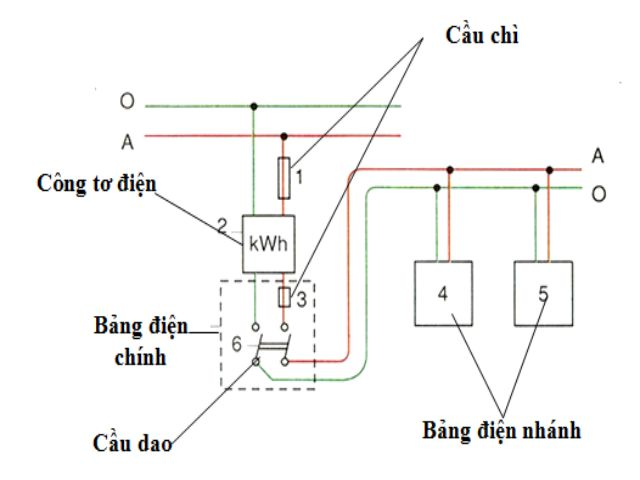 Cầu chì
O
A
1
A
O
Công tơ điện
2
kWh
3
4
5
Bảng điện
chính
6
Cầu dao
Bảng điện nhánh